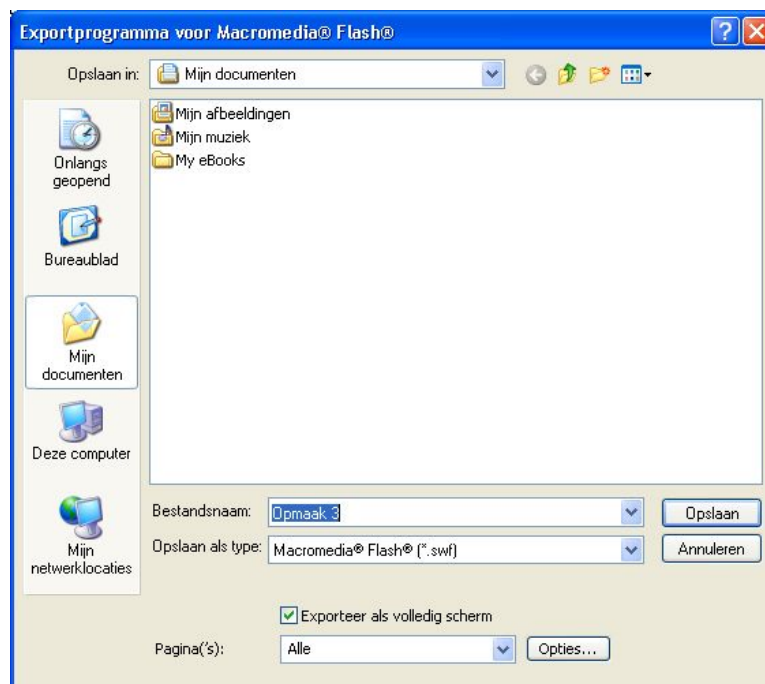 Exportprogramma voor Macromedia® Flash®
Opslaan in: Mijn documenten
Mijn afbeeldingen
Mijn muziek
My eBooks
Onlangs
geopend
Bureaublad
Mijn
documenten
Deze computer
Mijn
netwerklocaties
Bestandsnaam: Opmaak 3 Opslaan
Opslaan als type: Macromedia® Flash® (*.swf) Annuleren
Exporteer als volledig scherm
Pagina('s): Alle Opties...